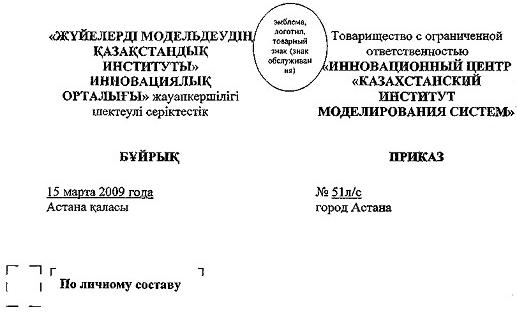 «ЖҮЙЕЛЕРДІ МОДЕЛЬДЕУДІҢ
ҚАЗАҚСТАНДЫҚ
ИНСТИТУТЫ»
ИННОВАЦИЯЛЫҚ
ОРТАЛЫҒЫ» жауапкершілігі
шектеулі серіктестік
эмблема,
логотип,
товарный
знак (знак
обслуживан
ия)
Товарищество с ограниченной
ответственностью
«ИННОВАЦИОННЫЙ ЦЕНТР
«КАЗАХСТАНСКИЙ
ИНСТИТУТ
МОДЕЛИРОВАНИЯ СИСТЕМ»
БҰЙРЫҚ
ПРИКАЗ
15 марта 2009 года
№ 51л/с
Астана қаласы
город Астана
По личному составу